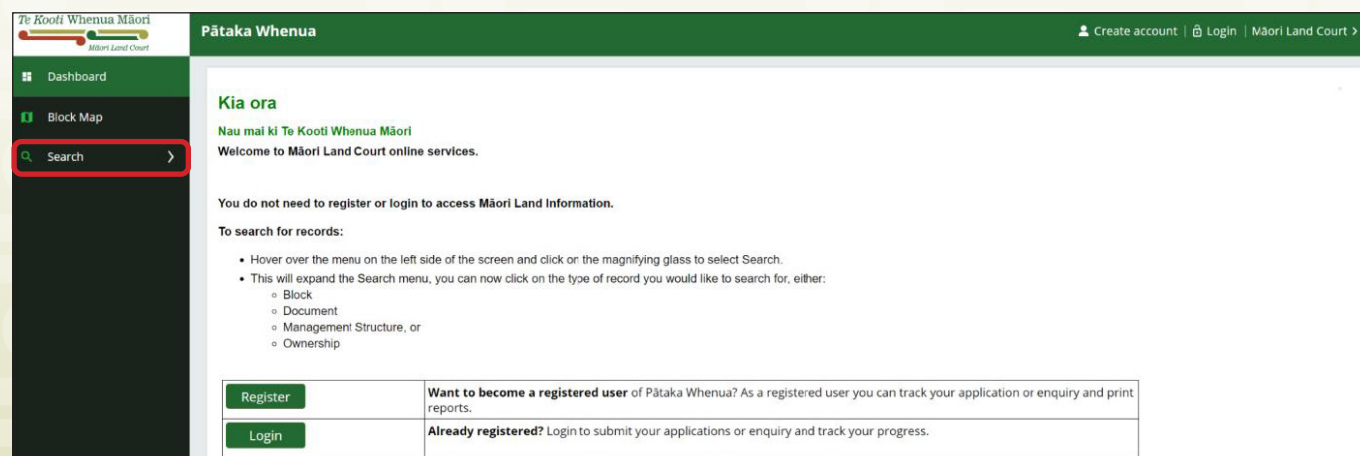 Te Kooti Whenua Māori
Māori Land Court
Pātaka Whenua
Create account | Login | Māori Land Court >
Dashboard
Block Map
Search
Kia ora
Nau mai ki Te Kooti Whenua Māori
Welcome to Māori Land Court online services.
You do not need to register or login to access Māori Land Information.
To search for records:
• Hover over the menu on the left side of the screen and click on the magnifying glass to select Search.
• This will expand the Search menu, you can now click on the type of record you would like to search for, either:
◦ Block
◦ Document
◦ Management Structure, or
◦ Ownership
Register
Want to become a registered user of Pātaka Whenua? As a registered user you can track your application or enquiry and print
reports.
Login
Already registered? Login to submit your applications or enquiry and track your progress.